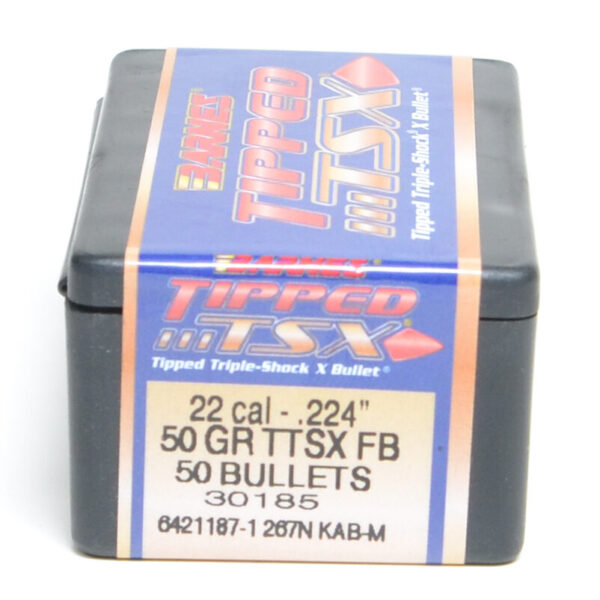 BARNES
TIPPED
TSX
Tipped Triple-Shock X Bullet®
BARNES
TIPPED
TSX®
Tipped Triple-Shock X Bullet®
22 cal - .224"
50 GR TTSX FB
50 BULLETS
30185
6421187-1 267N KAB-M